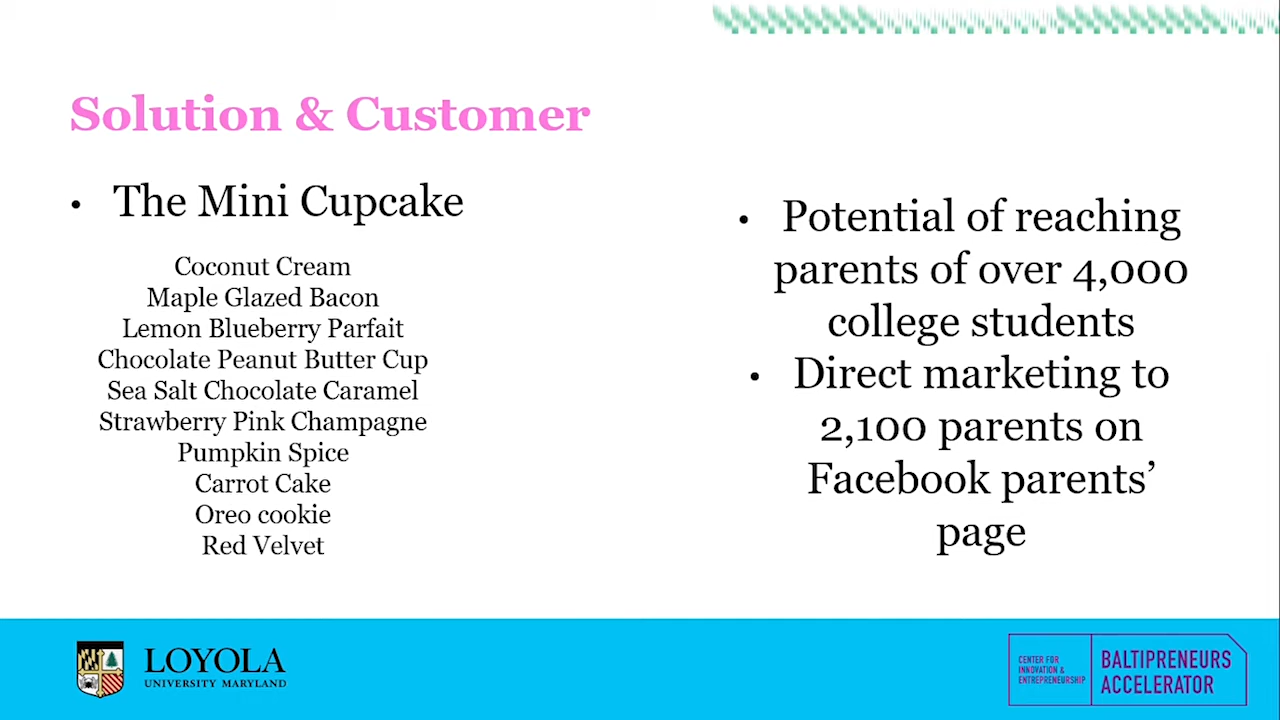 Solution & Customer
• The Mini Cupcake
Coconut Cream
Maple Glazed Bacon
Lemon Blueberry Parfait
Chocolate Peanut Butter Cup
Sea Salt Chocolate Caramel
Strawberry Pink Champagne
Pumpkin Spice
Carrot Cake
Oreo cookie
Red Velvet
• Potential of reaching
parents of over 4,000
college students
• Direct marketing to
2,100 parents on
Facebook parents’
page
LOYOLA
UNIVERSITY MARYLAND
CENTER FOR
INNOVATION &
ENTREPRENEURSHIP
BALTIPRENEURS
ACCELERATOR